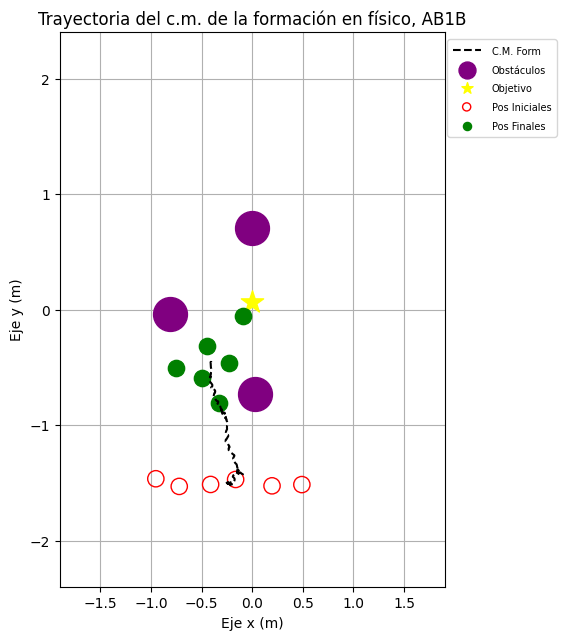 Trayectoria del c.m. de la formación en físico, AB1B
C.M. Form
Obstáculos
Objetivo
Pos Iniciales
Pos Finales
Eje y (m)
2
1
0
−1
−2
−1.5 −1.0 −0.5 0.0 0.5 1.0 1.5
Eje x (m)